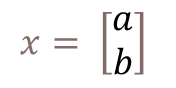 x = [a
b]